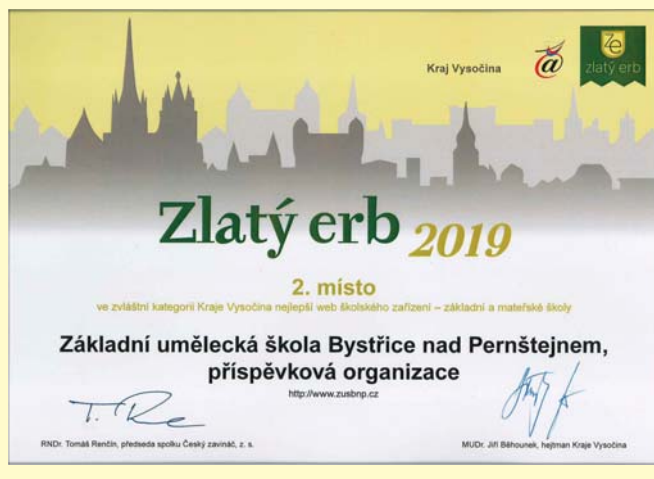 Kraj Vysočina
@
Ze
zlatý erb
Zlatý erb 2019
2. místo
ve zvláštní kategorii Kraje Vysočina nejlepší web školského zařízení – základní a mateřské školy
Základní umělecká škola Bystřice nad Pernštejnem,
příspěvková organizace
http://www.zusbnp.cz
RNDr. Tomáš Renčín, předseda spolku Český zavináč, z. s.
MUDr. Jiří Běhounek, hejtman Kraje Vysočina